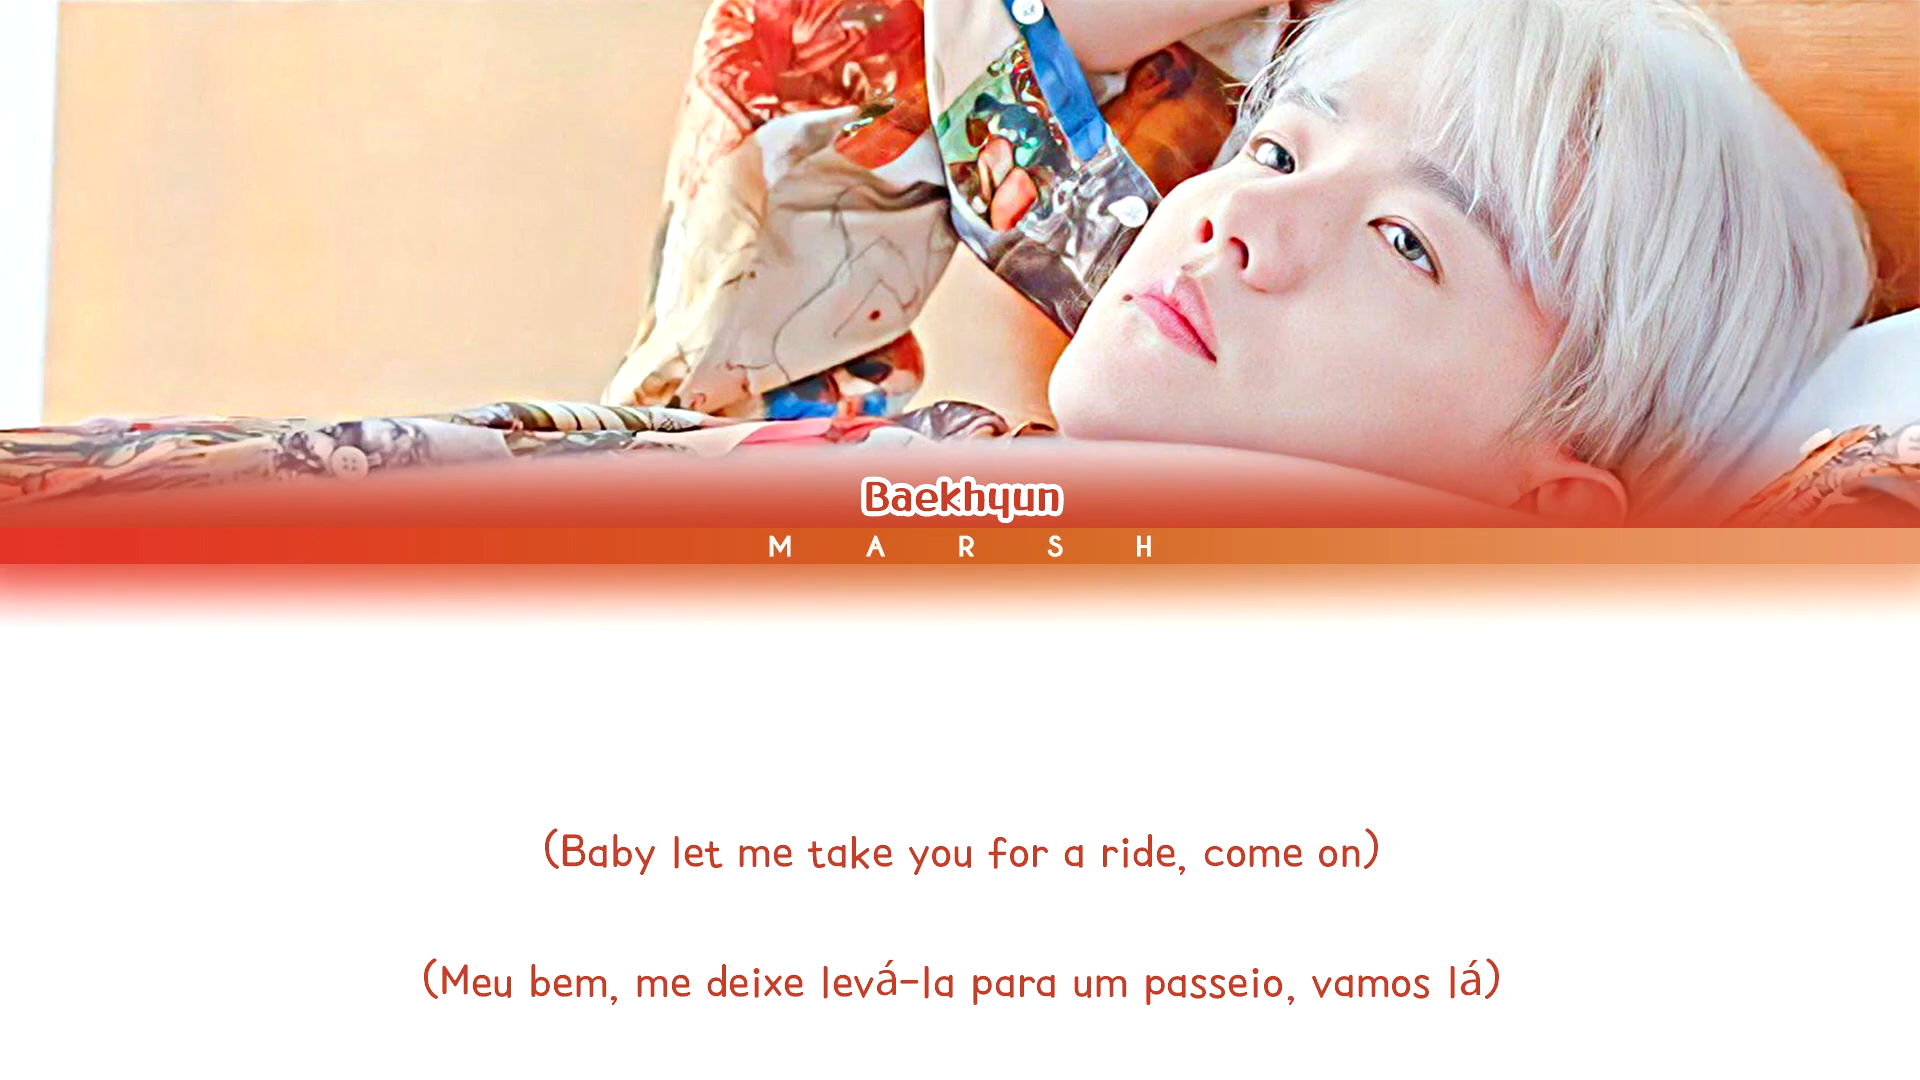 Baekhyun
M A R S H
(Baby let me take you for a ride, come on)
(Meu bem, me deixe levá-la para um passeio, vamos lá)